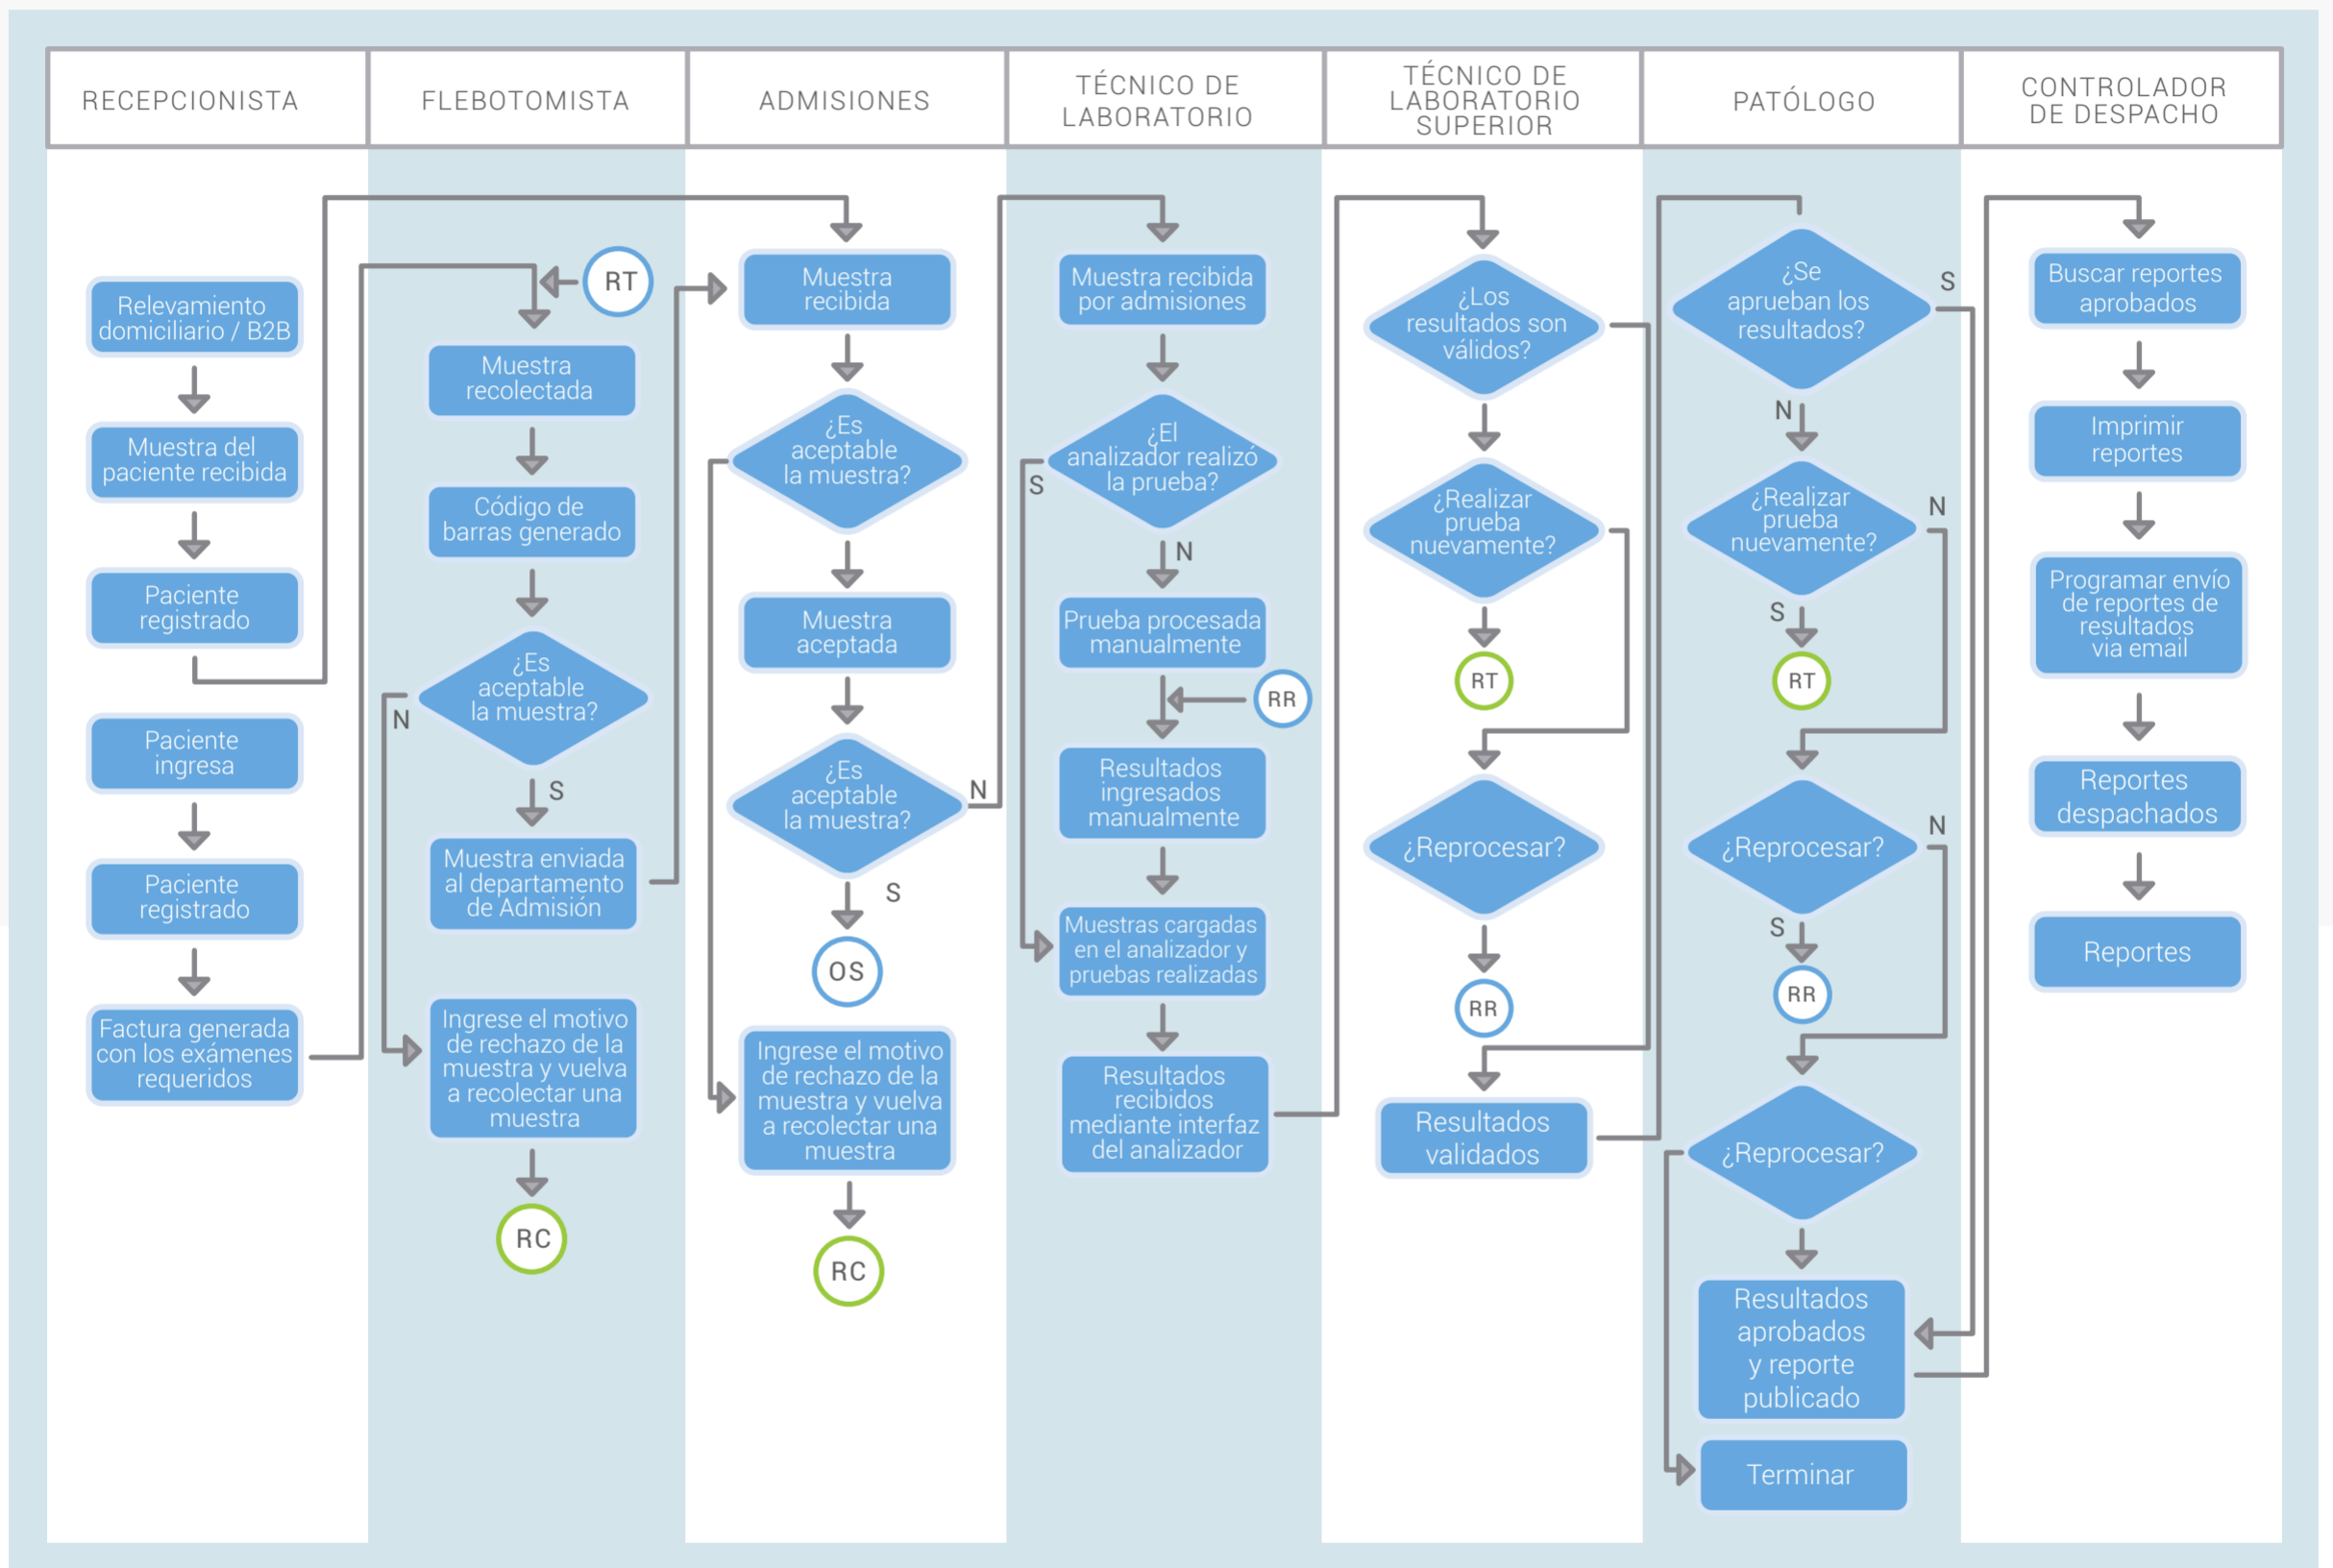 RECEPCIONISTA
FLEBOTOMISTA
ADMISIONES
TÉCNICO DE
LABORATORIO
TÉCNICO DE
LABORATORIO
SUPERIOR
PATÓLOGO
CONTROLADOR
DE DESPACHO
Relevamiento
domiciliario / B2B
Muestra del
paciente recibida
Paciente
registrado
Paciente
ingresa
Paciente
registrado
Factura generada
con los exámenes
requeridos
RT
Muestra
recolectada
Código de
barras generado
¿Es
aceptable
la muestra?
N
S
Muestra enviada
al departamento
de Admisión
Ingrese el motivo
de rechazo de la
muestra y vuelva
a recolectar una
muestra
RC
Muestra
recibida
¿Es
aceptable
la muestra?
Muestra
aceptada
¿Es
aceptable
la muestra?
N
S
OS
Ingrese el motivo
de rechazo de la
muestra y vuelva
a recolectar una
muestra
RC
Muestra recibida
por admisiones
¿El
analizador realizó
la prueba?
S
N
Prueba procesada
manualmente
RR
Resultados
ingresados
manualmente
Muestras cargadas
en el analizador y
pruebas realizadas
Resultados
recibidos
mediante interfaz
del analizador
¿Los
resultados son
válidos?
¿Realizar
prueba
nuevamente?
RT
¿Reprocesar?
RR
Resultados
validados
¿Se
aprueban los
resultados?
S
N
¿Realizar
prueba
nuevamente?
N
S
RT
¿Reprocesar?
N
S
RR
¿Reprocesar?
Resultados
aprobados
y reporte
publicado
Terminar
Buscar reportes
aprobados
Imprimir
reportes
Programar envío
de reportes de
resultados
via email
Reportes
despachados
Reportes